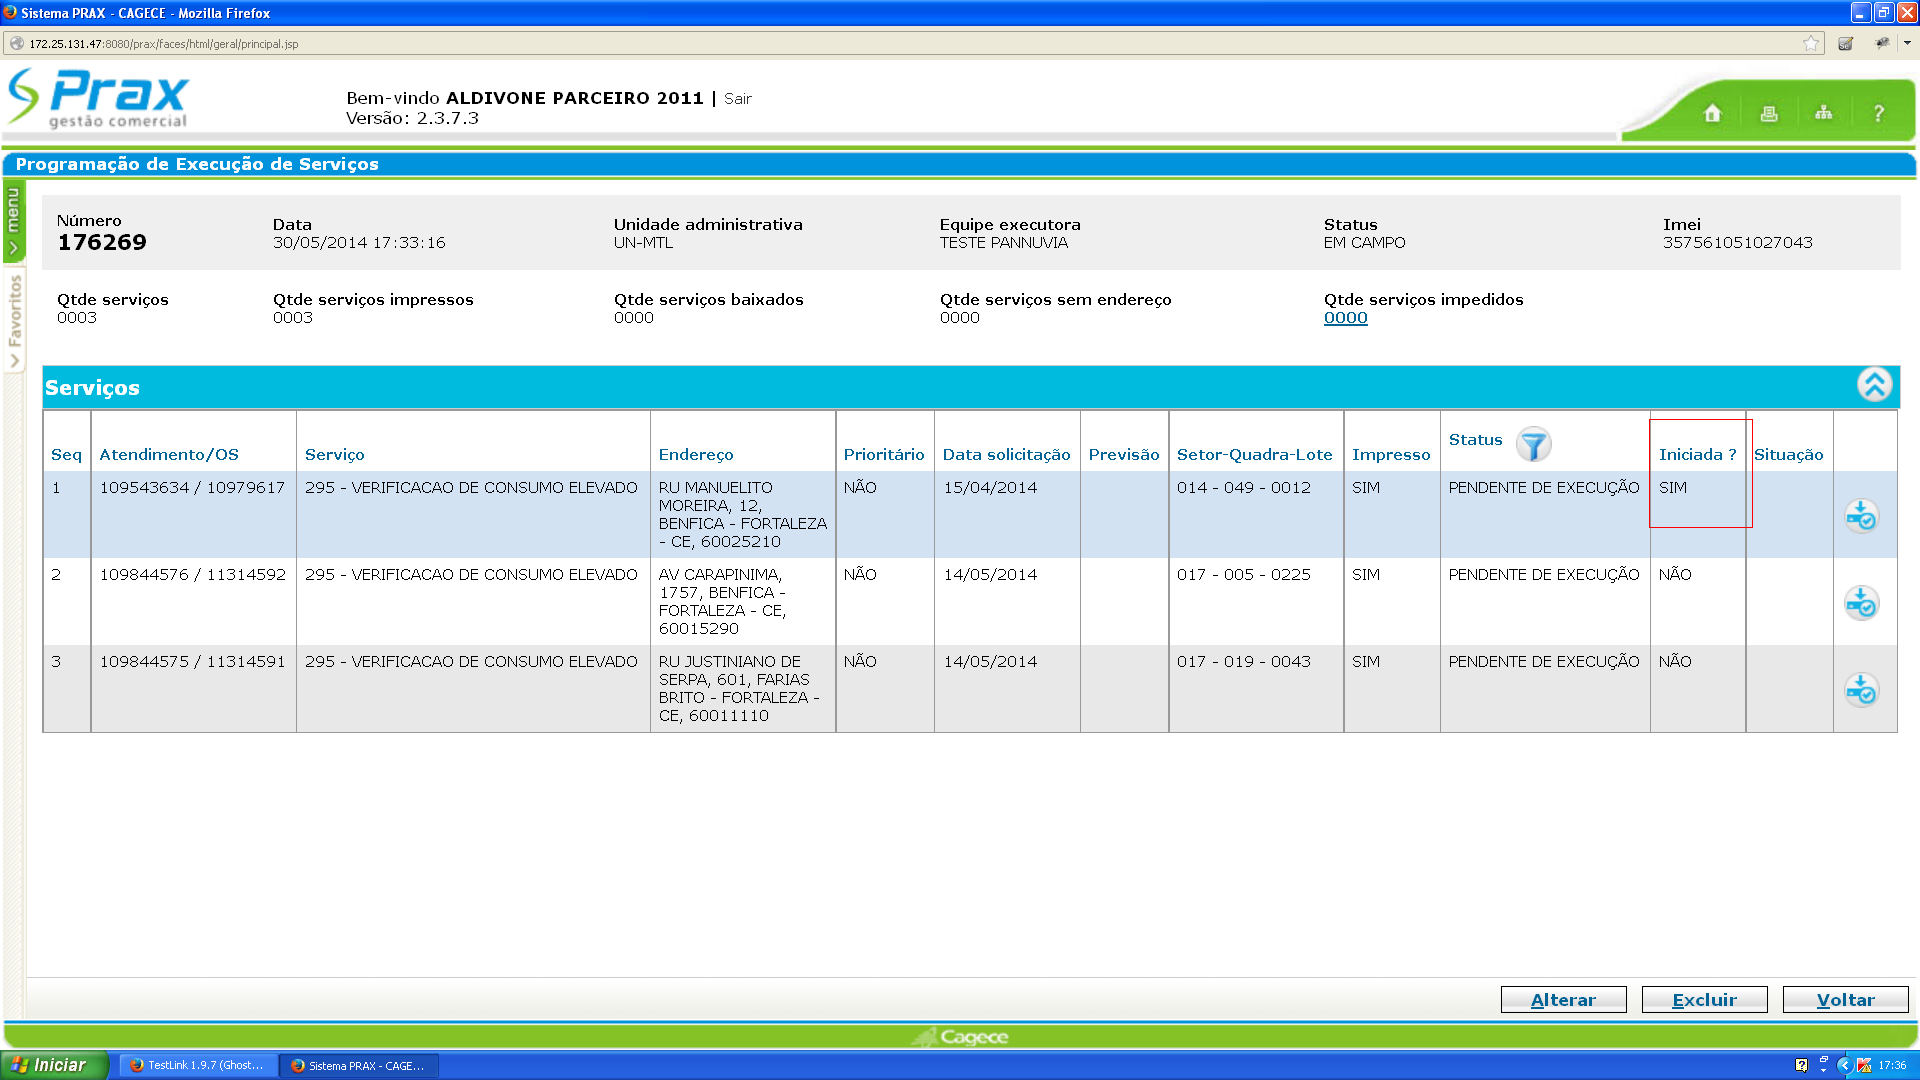 Sistema PRAX - CAGECE - Mozilla Firefox
172.25.131.47:8080/prax/faces/html/geral/principal.jsp
Prax
gestão comercial
Bem-vindo ALDIVONE PARCEIRO 2011 | Sair
Versão: 2.3.7.3
?
Programação de Execução de Serviços
menu
Favoritos
Número
176269
Data
30/05/2014 17:33:16
Unidade administrativa
UN-MTL
Equipe executora
TESTE PANNUVIA
Status
EM CAMPO
Imei
357561051027043
Qtde serviços
0003
Qtde serviços impressos
0003
Qtde serviços baixados
0000
Qtde serviços sem endereço
0000
Qtde serviços impedidos
0000
Serviços
Seq Atendimento/OS Serviço Endereço Prioritário Data solicitação Previsão Setor-Quadra-Lote Impresso Status Iniciada ? Situação
1 109543634 / 10979617 295 - VERIFICACAO DE CONSUMO ELEVADO RU MANUELITO NÃO 15/04/2014 014 - 049 - 0012 SIM PENDENTE DE EXECUÇÃO SIM
MOREIRA, 12,
BENFICA - FORTALEZA
- CE, 60025210
2 109844576 / 11314592 295 - VERIFICACAO DE CONSUMO ELEVADO AV CARAPINIMA, NÃO 14/05/2014 017 - 005 - 0225 SIM PENDENTE DE EXECUÇÃO NÃO
1757, BENFICA -
FORTALEZA - CE,
60015290
3 109844575 / 11314591 295 - VERIFICACAO DE CONSUMO ELEVADO RU JUSTINIANO DE NÃO 14/05/2014 017 - 019 - 0043 SIM PENDENTE DE EXECUÇÃO NÃO
SERPA, 601, FARIAS
BRITO - FORTALEZA -
CE, 60011110
Alterar Excluir Voltar
Cagece
Iniciar TestLink 1.9.7 (Ghost... Sistema PRAX - CAGE... 17:36